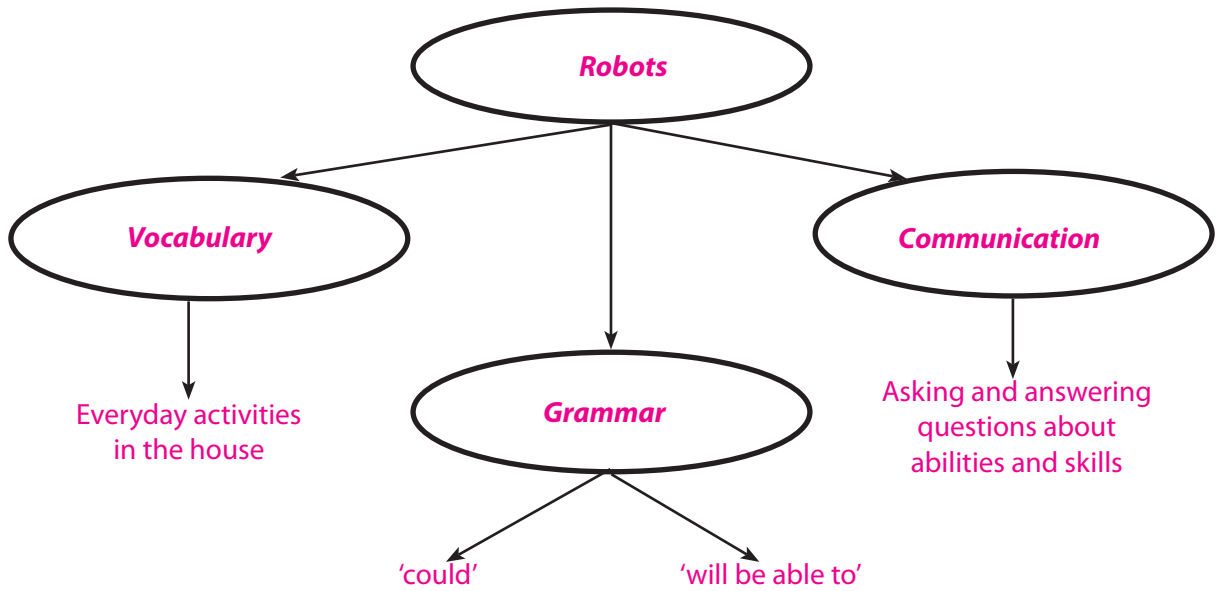 Robots
Vocabulary
Communication
Everyday activities
in the house
Grammar
Asking and answering
questions about
abilities and skills
‘could’
‘will be able to’